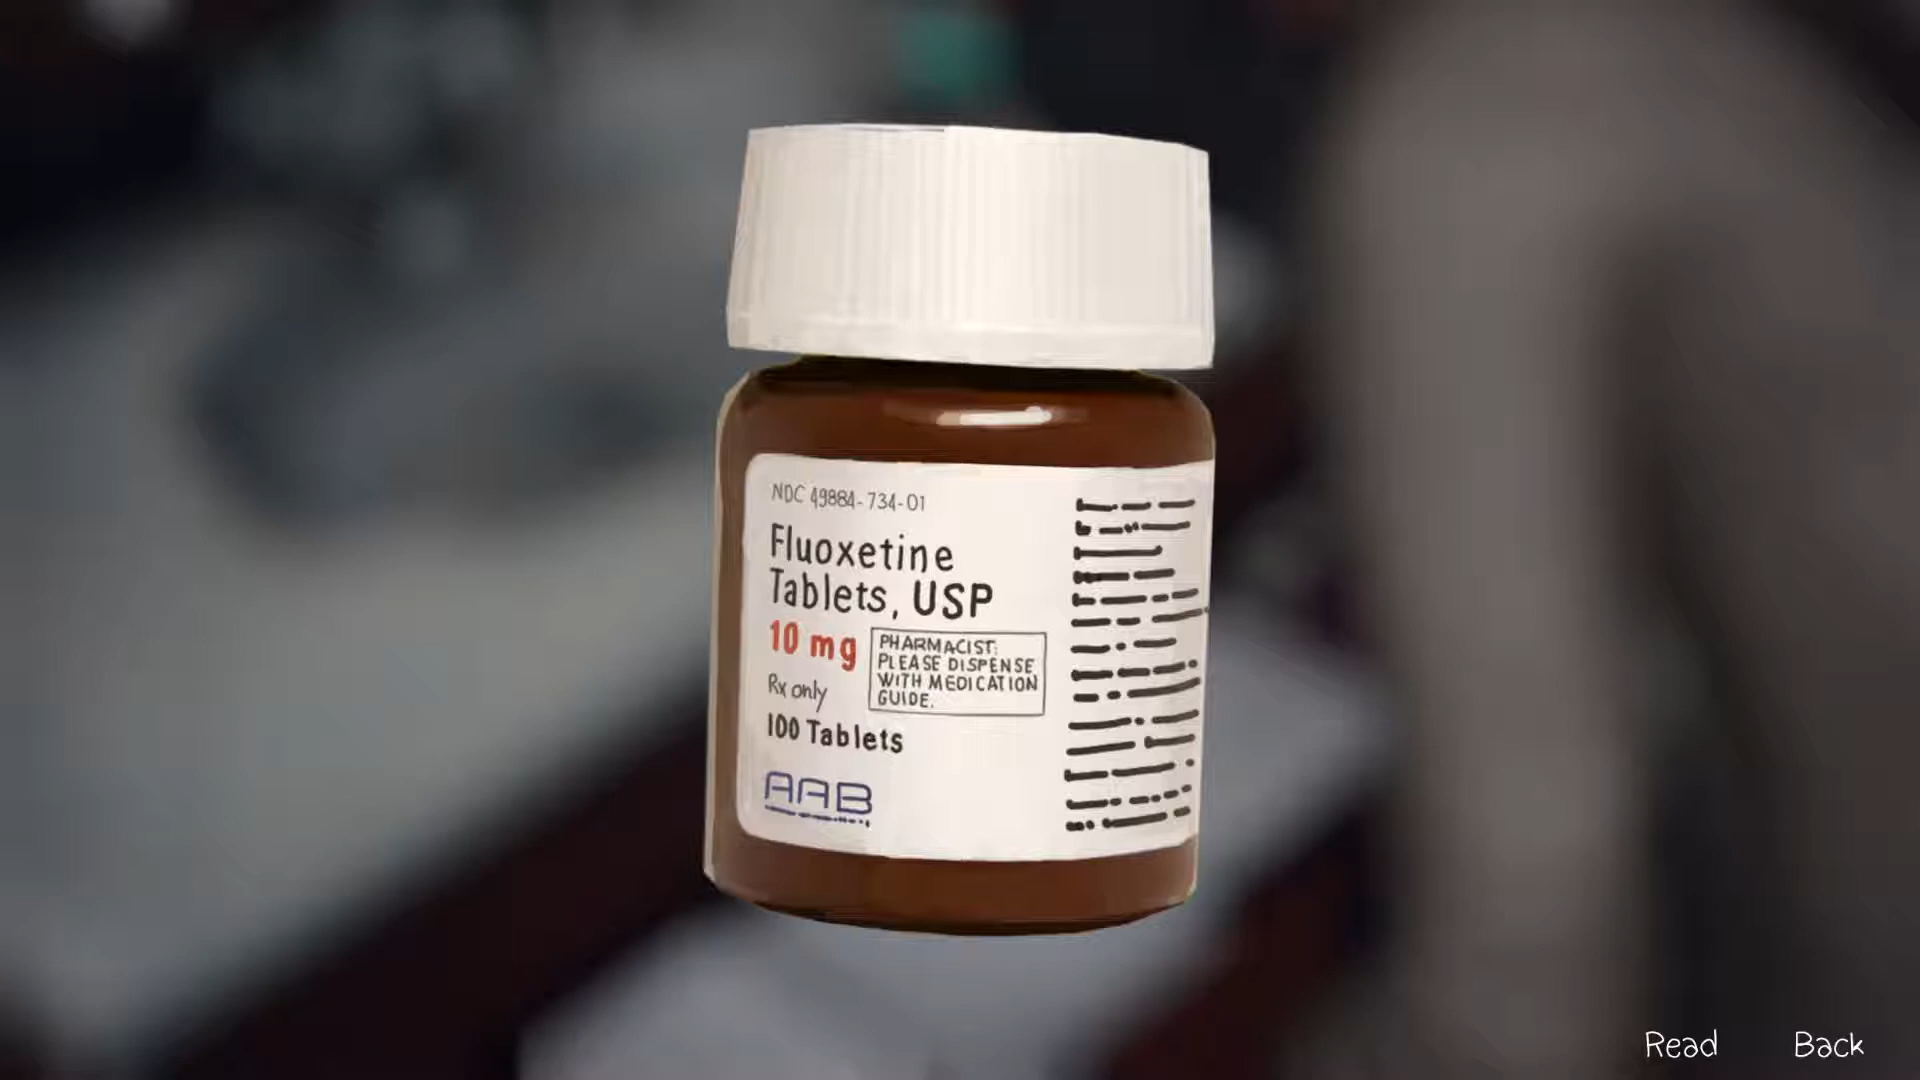 NDC 49884-734-01
Fluoxetine
Tablets, USP
10 mg
PHARMACIST:
PLEASE DISPENSE
WITH MEDICATION
GUIDE.
Rx only
100 Tablets
AAB
Read
Back